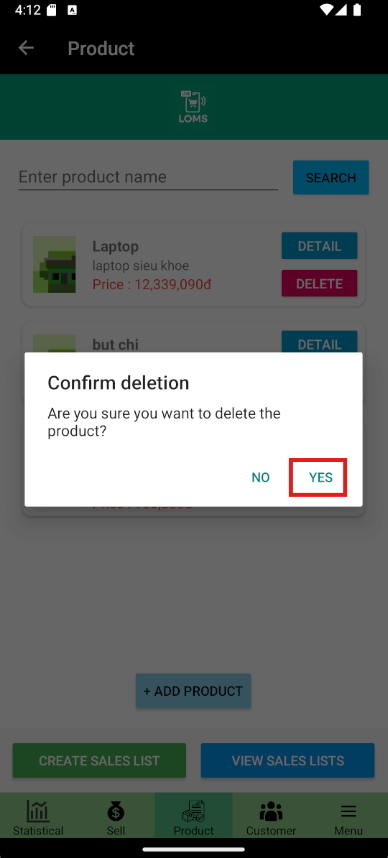 4:12
Product
LOMS
Enter product name
SEARCH
Laptop
DETAIL
laptop sieu khoe
Price : 12,339,090đ
DELETE
but chi
DETAIL
Confirm deletion
Are you sure you want to delete the
product?
NO
YES
+ ADD PRODUCT
CREATE SALES LIST
VIEW SALES LISTS
Statistical
Sell
Product
Customer
Menu